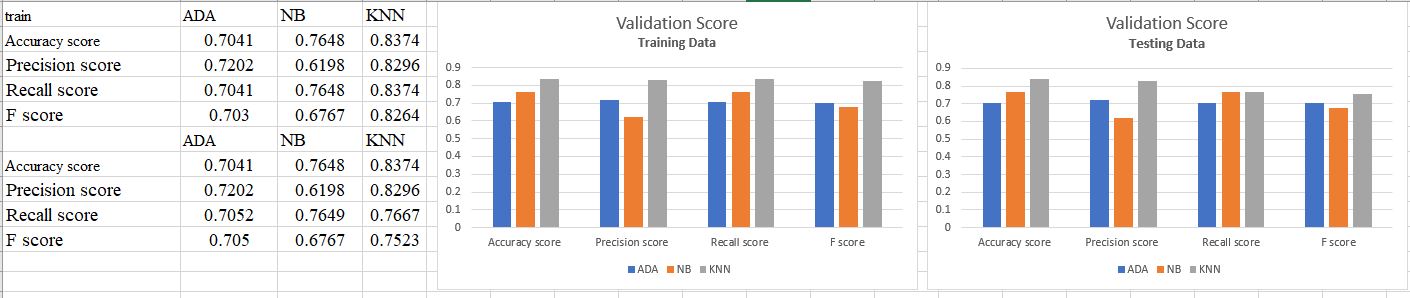 train ADA NB KNN
Accuracy score 0.7041 0.7648 0.8374
Precision score 0.7202 0.6198 0.8296
Recall score 0.7041 0.7648 0.8374
F score 0.703 0.6767 0.8264
ADA NB KNN
Accuracy score 0.7041 0.7648 0.8374
Precision score 0.7202 0.6198 0.8296
Recall score 0.7052 0.7649 0.7667
F score 0.705 0.6767 0.7523
Validation Score
Training Data
0.9
0.8
0.7
0.6
0.5
0.4
0.3
0.2
0.1
0
Accuracy score Precision score Recall score F score
ADA NB KNN
Validation Score
Testing Data
0.9
0.8
0.7
0.6
0.5
0.4
0.3
0.2
0.1
0
Accuracy score Precision score Recall score F score
ADA NB KNN